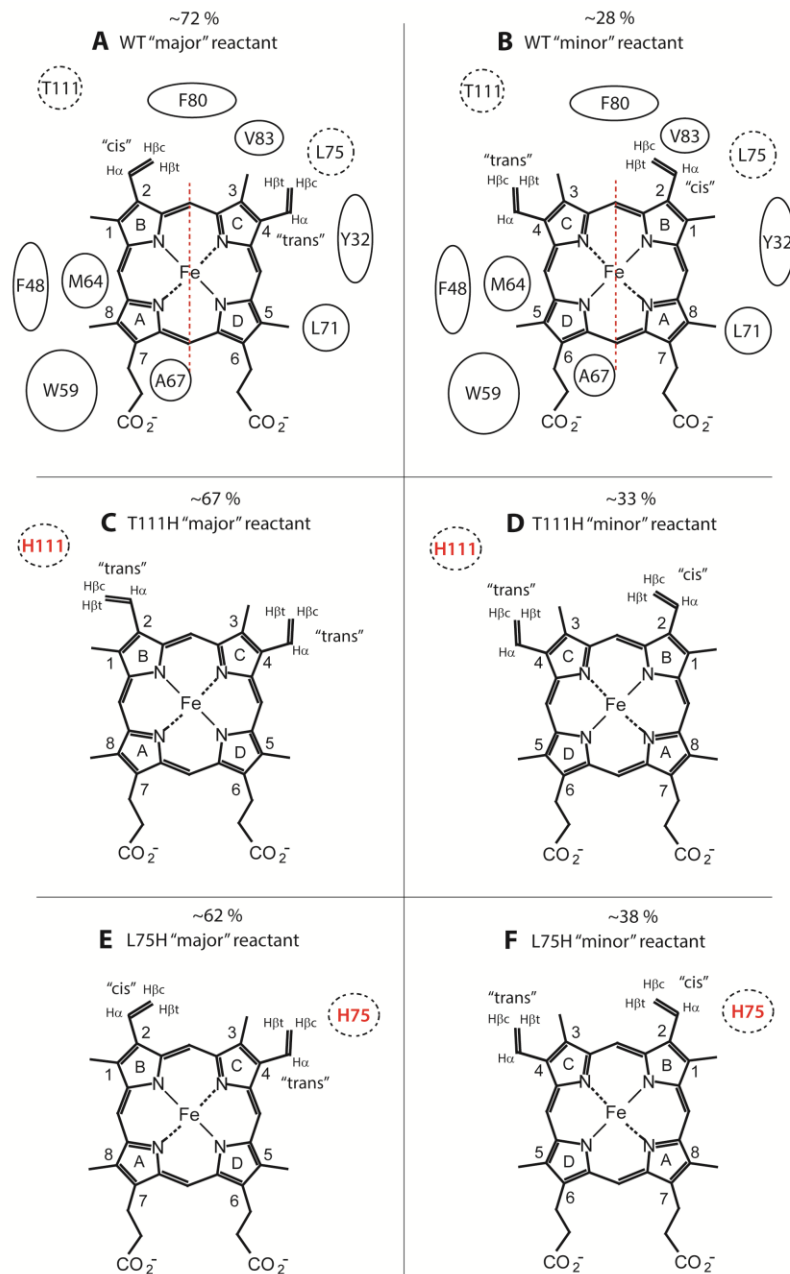 ~72 %
A WT “major” reactant
T111
F80
V83
L75
“cis”
Hβc
Hα
Hβt
2
3
Hβt
Hβc
B
C
Hα
1
4
“trans”
Y32
N
N
F48
M64
Fe
N
N
8
A
D
5
L71
7
6
W59
A67
CO2−
CO2−
~28 %
B WT “minor” reactant
T111
F80
V83
L75
“trans”
Hβc
Hβt
Hβc
Hβt
Hα
“cis”
3
2
Hα
C
B
4
1
Y32
N
N
F48
M64
Fe
N
N
5
D
A
8
L71
6
7
W59
A67
CO2−
CO2−
~67 %
C T111H “major” reactant
H111
“trans”
Hβc
Hα
Hβt
2
3
Hβt
Hβc
“trans”
B
C
Hα
1
4
N
N
Fe
N
N
8
A
D
5
7
6
CO2−
CO2−
~33 %
D T111H “minor” reactant
H111
“trans”
Hβc
“cis”
Hβc
Hβt
Hβt
Hα
3
2
Hα
C
B
4
1
N
N
Fe
N
N
5
D
A
8
6
7
CO2−
CO2−
~62 %
E L75H “major” reactant
“cis”
Hβc
H75
Hα
Hβt
2
3
Hβt
Hβc
B
C
Hα
1
4
“trans”
N
N
Fe
N
N
8
A
D
5
7
6
CO2−
CO2−
~38 %
F L75H “minor” reactant
“trans”
Hβc
“cis”
H75
Hβc
Hβt
Hβt
Hα
3
2
Hα
C
B
4
1
N
N
Fe
N
N
5
D
A
8
6
7
CO2−
CO2−